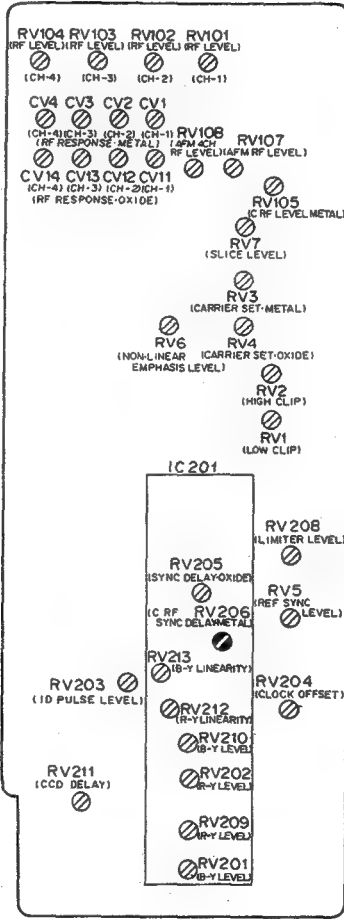 RV104 RV103 RV102 RV101
(RF LEVEL)(RF LEVEL)(RF LEVEL)(RF LEVEL)
(CH-4) (CH-3) (CH-2) (CH-1)
CV4 CV3 CV2 CV1
(CH-4)(CH-3)(CH-2)(CH-1)
(RF RESPONSE·METAL)
RV108
(AFM 4CH
RF LEVEL)
RV107
(AFM RF LEVEL)
CV14 CV13 CV12 CV11
(CH-4) (CH-3) (CH-2)(CH-1)
(RF RESPONSE·OXIDE)
RV105
(C RF LEVEL METAL)
RV7
(SLICE LEVEL)
RV3
(CARRIER SET·METAL)
RV6
(NON-LINEAR
EMPHASIS LEVEL)
RV4
(CARRIER SET·OXIDE)
RV2
(HIGH CLIP)
RV1
(LOW CLIP)
IC201
RV208
(LIMITER LEVEL)
RV205
(SYNC DELAY·OXIDE)
RV5
(REF SYNC
LEVEL)
(C RF RV206
SYNC DELAY METAL)
RV213
(B-Y LINEARITY)
RV203
(ID PULSE LEVEL)
RV204
(CLOCK OFFSET)
RV212
(R-Y LINEARITY)
RV210
(B-Y LEVEL)
RV211
(CCD DELAY)
RV202
(R-Y LEVEL)
RV209
(R-Y LEVEL)
RV201
(B-Y LEVEL)